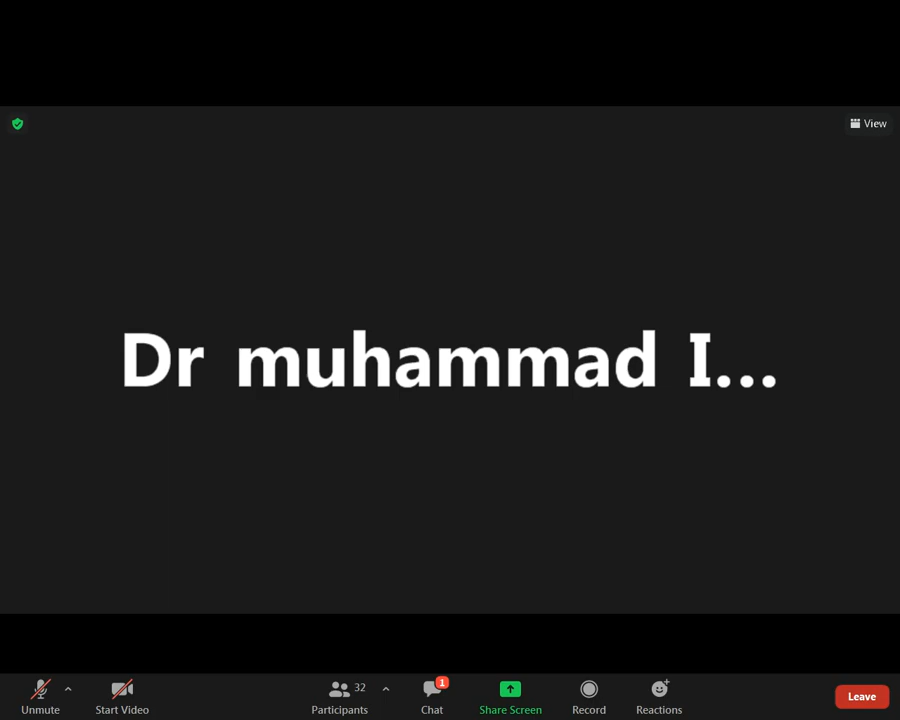 View
Dr muhammad I...
32
1
Unmute
Start Video
Participants
Chat
Share Screen
Record
Reactions
Leave